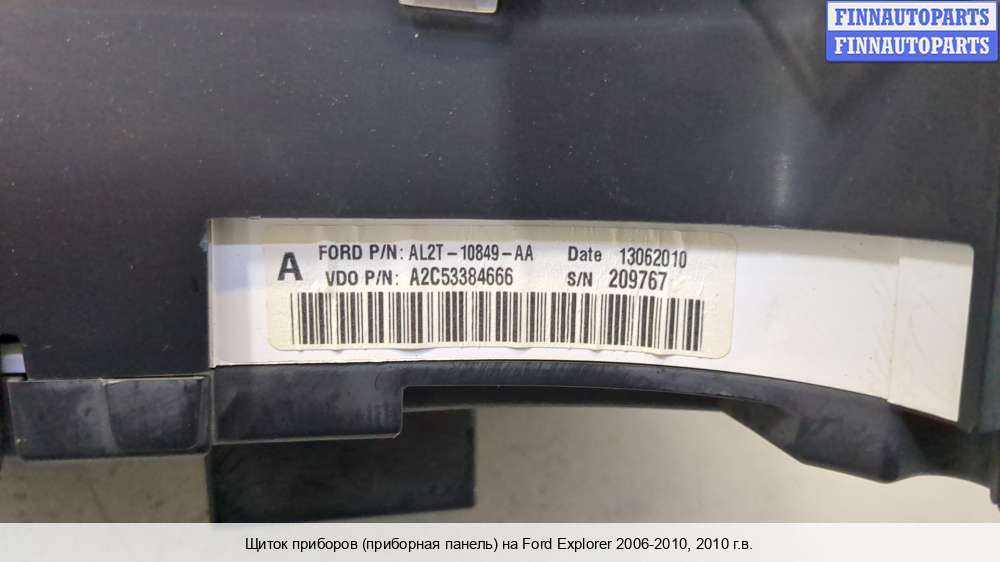 FINNAUTOPARTS
FINNAUTOPARTS
A FORD P/N: AL2T-10849-AA Date 13062010
VDO P/N: A2C53384666 S/N 209767
Щиток приборов (приборная панель) на Ford Explorer 2006-2010, 2010 г.в.